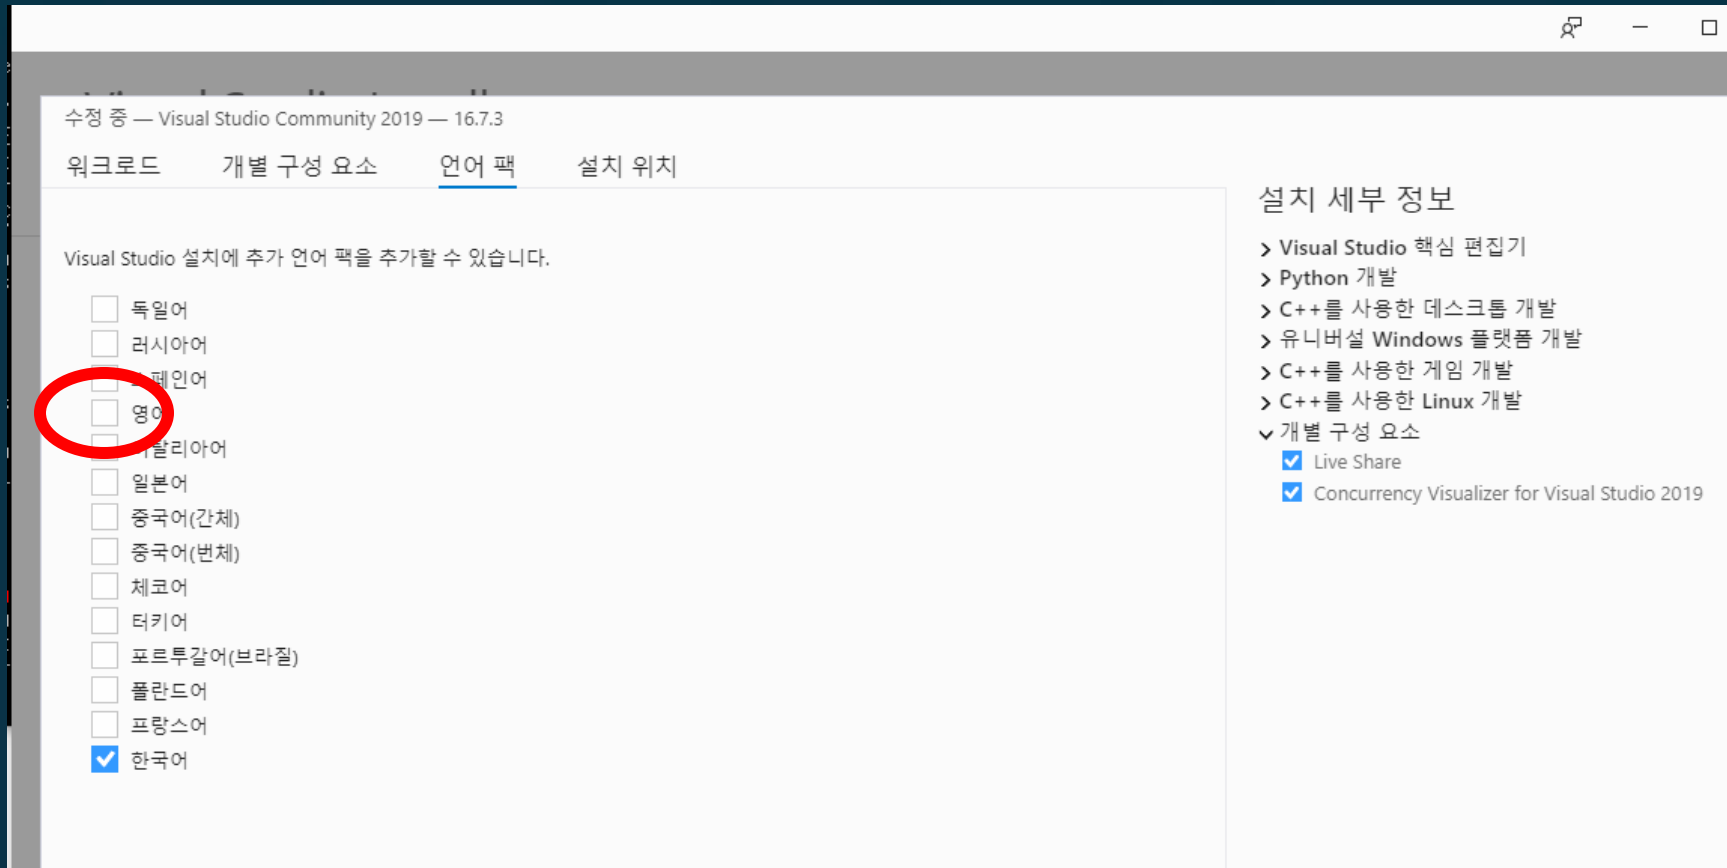 수정 중 — Visual Studio Community 2019 — 16.7.3
워크로드 개별 구성 요소 언어 팩 설치 위치
Visual Studio 설치에 추가 언어 팩을 추가할 수 있습니다.
독일어
러시아어
스페인어
영어
이탈리아어
일본어
중국어(간체)
중국어(번체)
체코어
터키어
포르투갈어(브라질)
폴란드어
프랑스어
한국어
설치 세부 정보
Visual Studio 핵심 편집기
Python 개발
C++를 사용한 데스크톱 개발
유니버설 Windows 플랫폼 개발
C++를 사용한 게임 개발
C++를 사용한 Linux 개발
개별 구성 요소
Live Share
Concurrency Visualizer for Visual Studio 2019